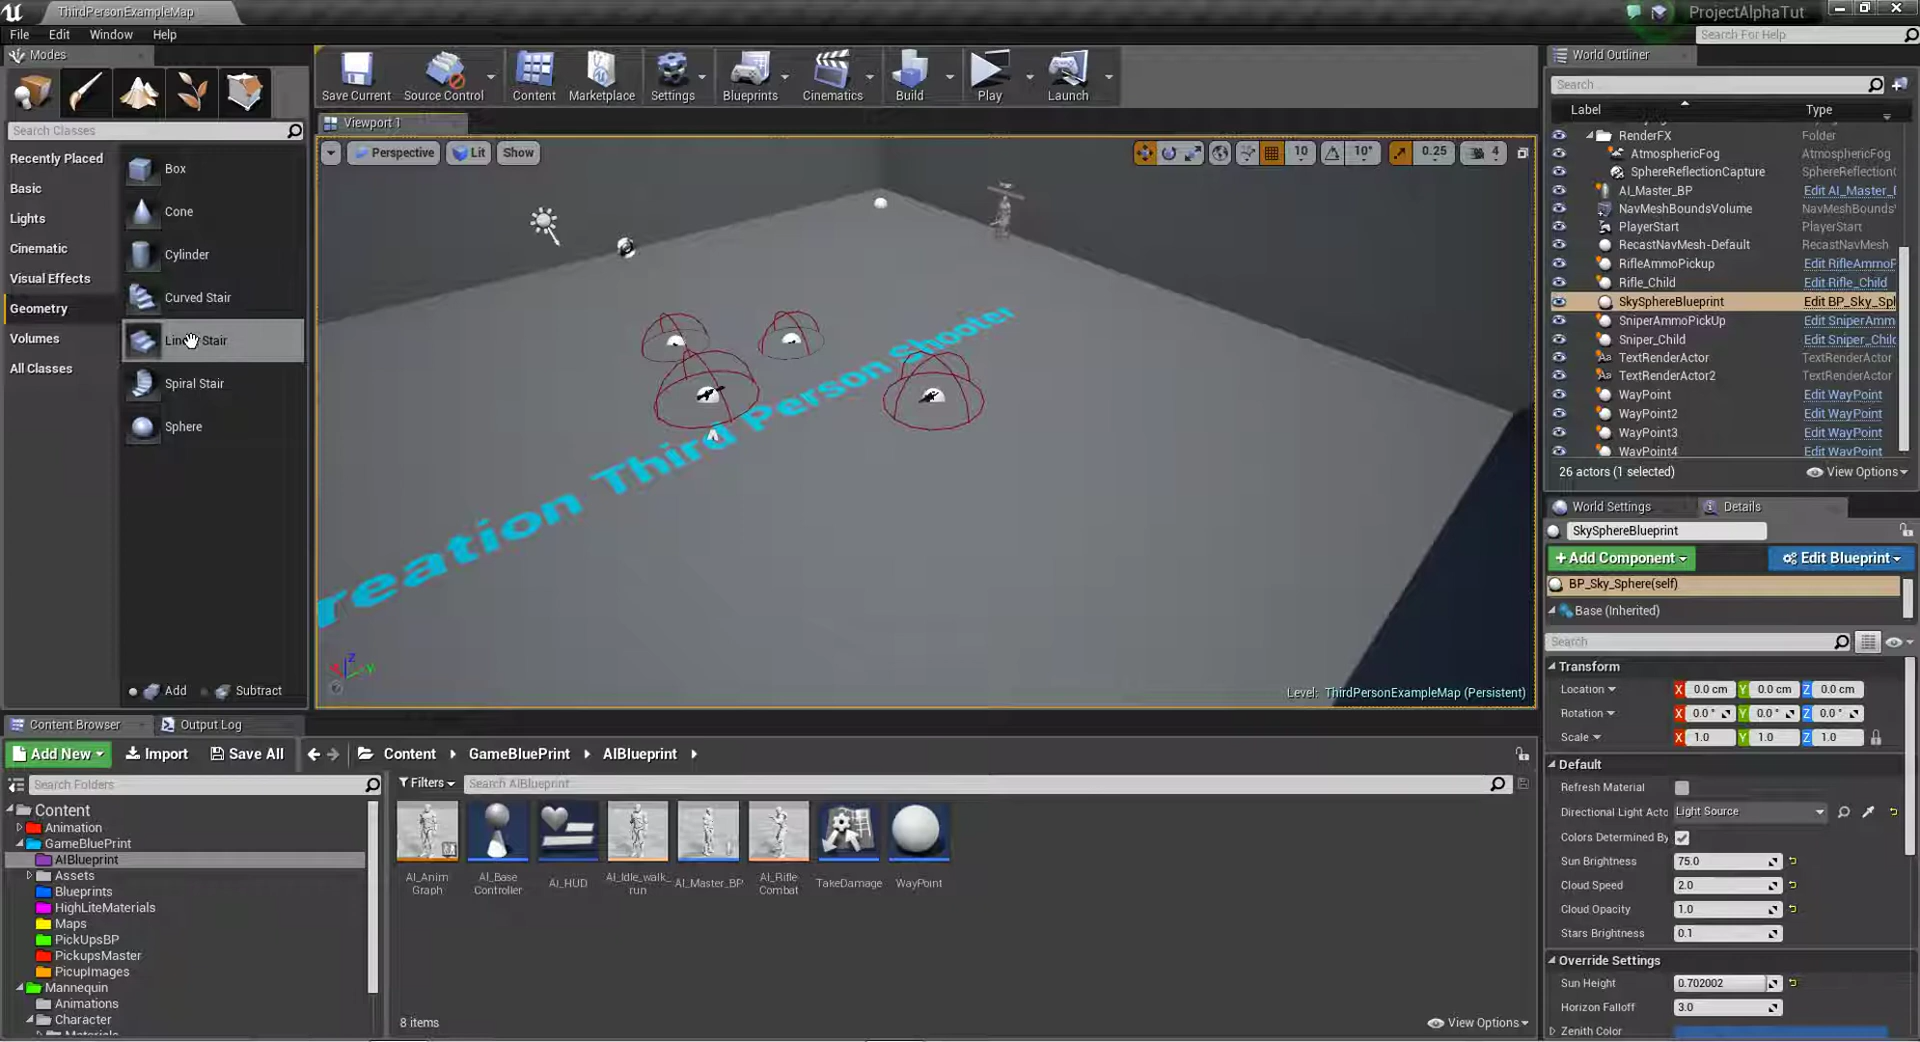 ThirdPersonExampleMap
ProjectAlphaTut
File Edit Window Help
Search For Help
Modes
Search Classes
Recently Placed
Basic
Lights
Cinematic
Visual Effects
Geometry
Volumes
All Classes
Box
Cone
Cylinder
Curved Stair
Stair
Spiral Stair
Sphere
Add Subtract
Save Current Source Control Content Marketplace Settings Blueprints Cinematics Build Play Launch
Viewport 1
Perspective Lit Show
10 10° 0.25 4
reation Third Person Shooter
Level: ThirdPersonExampleMap (Persistent)
World Outliner
Search
Label Type
RenderFX Folder
AtmosphericFog AtmosphericFog
SphereReflectionCapture SphereReflection
AI_Master_BP Edit AI_Master_
NavMeshBoundsVolume NavMeshBounds
PlayerStart PlayerStart
RecastNavMesh-Default RecastNavMesh
RifleAmmoPickup Edit RifleAmmo
Rifle_Child Edit Rifle_Child
SkySphereBlueprint Edit BP_Sky_Spl
SniperAmmoPickUp Edit SniperAmm
Sniper_Child Edit Sniper_Chil
TextRenderActor TextRenderActor
TextRenderActor2 TextRenderActor
WayPoint Edit WayPoint
WayPoint2 Edit WayPoint
WayPoint3 Edit WayPoint
WayPoint4 Edit WayPoint
26 actors (1 selected) View Options
World Settings Details
SkySphereBlueprint
+Add Component Edit Blueprint
BP_Sky_Sphere(self)
Base (Inherited)
Search
Transform
Location X 0.0 cm Y 0.0 cm Z 0.0 cm
Rotation X 0.0 ° Y 0.0 ° Z 0.0 °
Scale X 1.0 Y 1.0 Z 1.0
Default
Refresh Material
Directional Light Acto Light Source
Colors Determined By
Sun Brightness 75.0
Cloud Speed 2.0
Cloud Opacity 1.0
Stars Brightness 0.1
Override Settings
Sun Height 0.702002
Horizon Falloff 3.0
Zenith Color
Content Browser Output Log
Add New Import Save All Content GameBluePrint AIBlueprint
Search Folders
Filters Search AIBlueprint
Content
Animation
GameBluePrint
AIBlueprint
Assets
Blueprints
HighLiteMaterials
Maps
PickUpsBP
PickupsMaster
PicupImages
Mannequin
Animations
Character
Materials
AI_Anim Graph
AI_Base Controller
AI_HUD
AI_Idle_walk_ run
AI_Master_BP
AI_Rifle Combat
TakeDamage
WayPoint
8 items View Options